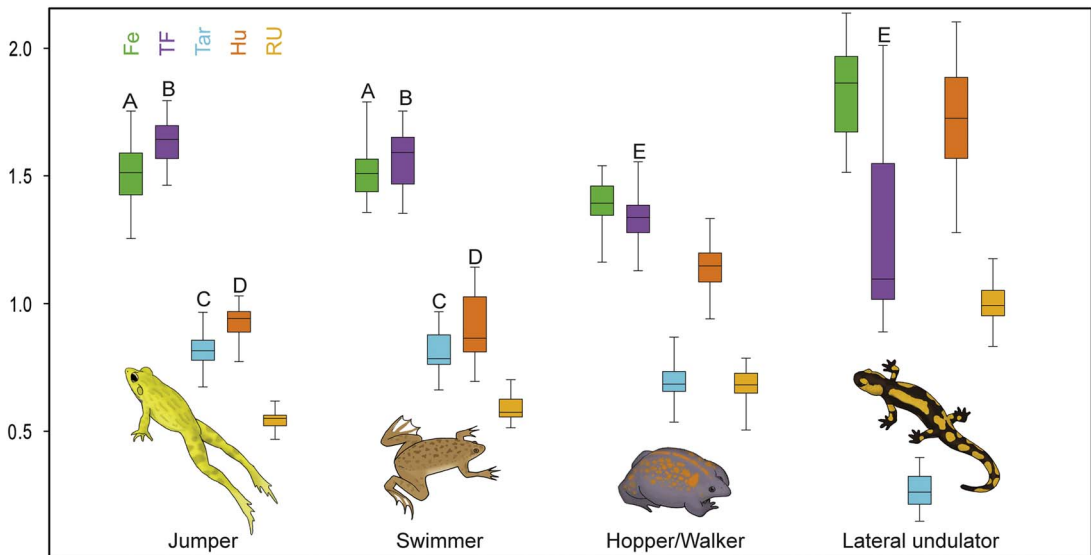 2.0
1.5
1.0
0.5
Fe
TF
Tar
Hu
RU
A
B
C
D
A
B
C
D
E
E
Jumper
Swimmer
Hopper/Walker
Lateral undulator